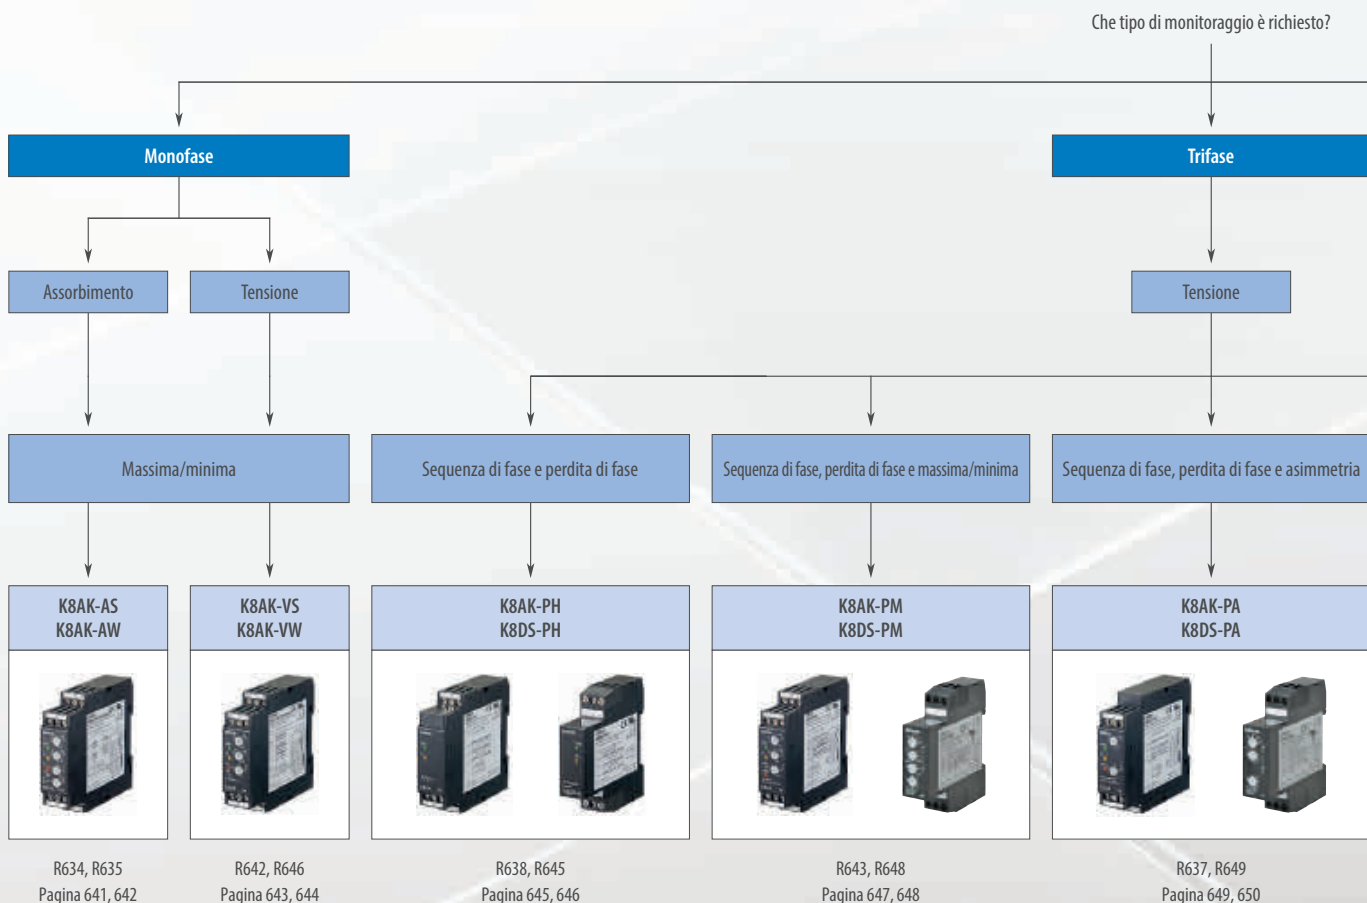 Che tipo di monitoraggio è richiesto?
Monofase
Trifase
Assorbimento
Tensione
Tensione
Massima/minima
Sequenza di fase e perdita di fase
Sequenza di fase, perdita di fase e massima/minima
Sequenza di fase, perdita di fase e asimmetria
K8AK-AS
K8AK-AW
K8AK-VS
K8AK-VW
K8AK-PH
K8DS-PH
K8AK-PM
K8DS-PM
K8AK-PA
K8DS-PA
R634, R635
Pagina 641, 642
R642, R646
Pagina 643, 644
R638, R645
Pagina 645, 646
R643, R648
Pagina 647, 648
R637, R649
Pagina 649, 650